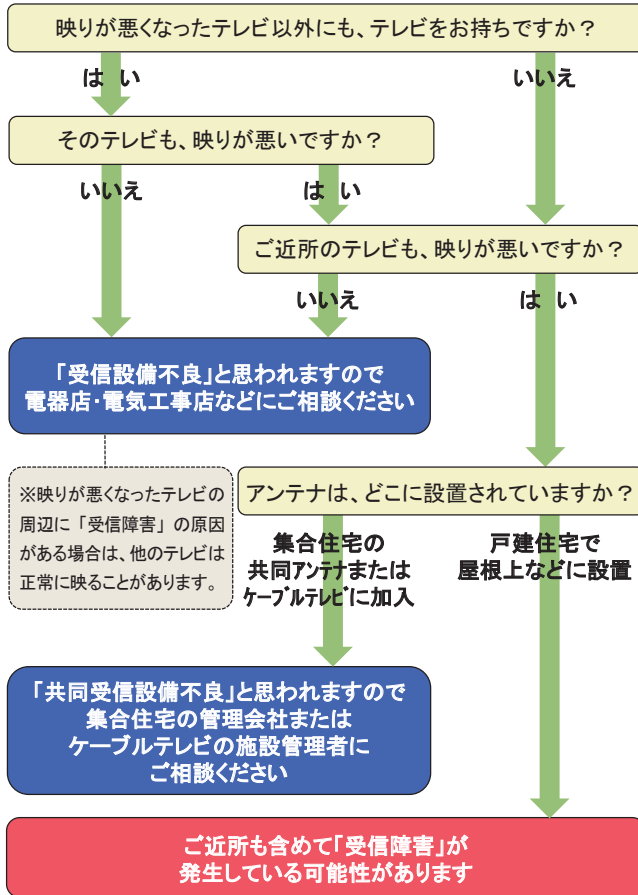 映りが悪くなったテレビ以外にも、テレビをお持ちですか？
はい
いいえ
そのテレビも、映りが悪いですか？
いいえ
はい
ご近所のテレビも、映りが悪いですか？
いいえ
はい
「受信設備不良」と思われますので
電器店・電気工事店などにご相談ください
※映りが悪くなったテレビの
周辺に「受信障害」の原因
がある場合は、他のテレビは
正常に映ることがあります。
アンテナは、どこに設置されていますか？
集合住宅の
共同アンテナまたは
ケーブルテレビに加入
戸建住宅で
屋根上などに設置
「共同受信設備不良」と思われますので
集合住宅の管理会社または
ケーブルテレビの施設管理者に
ご相談ください
ご近所も含めて「受信障害」が
発生している可能性があります